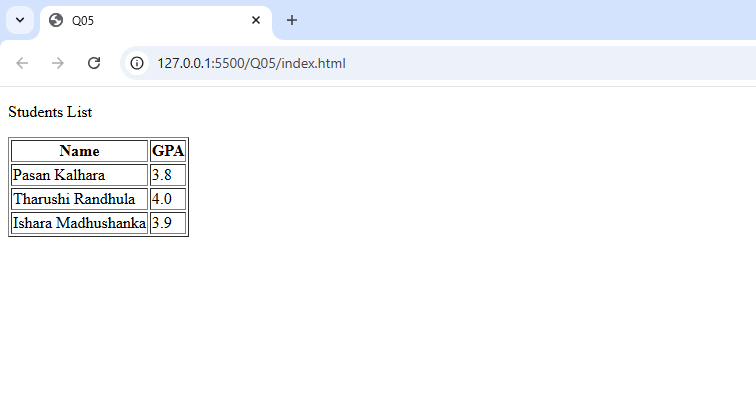 Q05
127.0.0.1:5500/Q05/index.html
Students List
Name GPA
Pasan Kalhara 3.8
Tharushi Randhula 4.0
Ishara Madhushanka 3.9